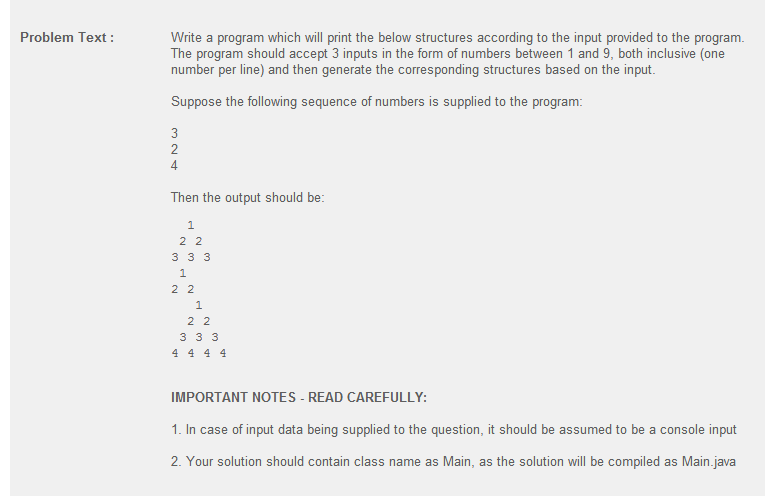 Problem Text : Write a program which will print the below structures according to the input provided to the program.
The program should accept 3 inputs in the form of numbers between 1 and 9, both inclusive (one
number per line) and then generate the corresponding structures based on the input.
Suppose the following sequence of numbers is supplied to the program:
3
2
4
Then the output should be:
  1
 2 2
3 3 3
 1
2 2
   1
  2 2
 3 3 3
4 4 4 4
IMPORTANT NOTES - READ CAREFULLY:
1. In case of input data being supplied to the question, it should be assumed to be a console input
2. Your solution should contain class name as Main, as the solution will be compiled as Main.java